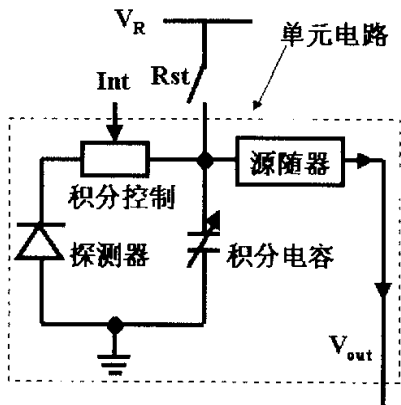 V_R
单元电路
Int
Rst
源随器
积分控制
探测器
积分电容
V_out